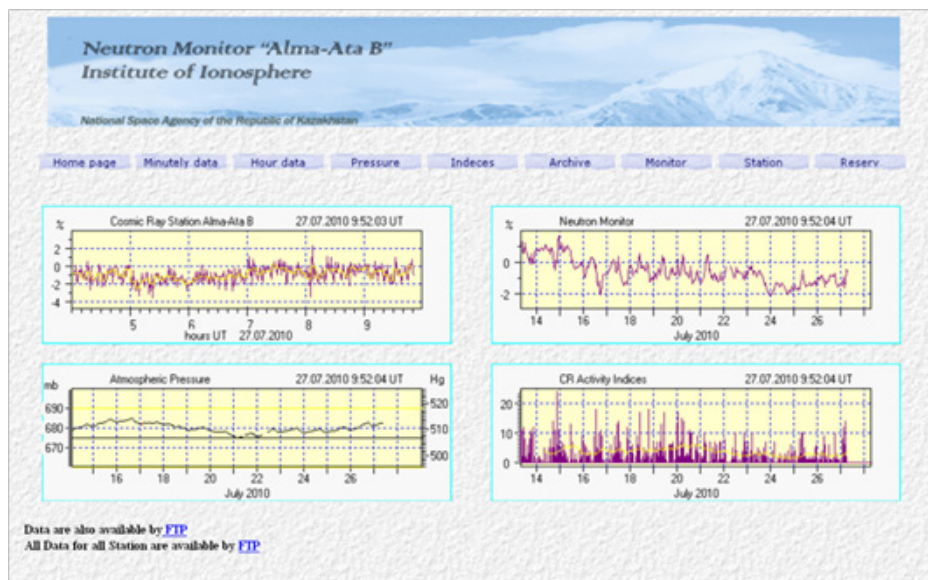 Neutron Monitor “Alma-Ata B”
Institute of Ionosphere
National Space Agency of the Republic of Kazakhstan
Home page Minutely data Hour data Pressure Indeces Archive Monitor Station Reserv
% Cosmic Ray Station Alma-Ata B 27.07.2010 9:52:03 UT
2
0
-2
-4
5 6 7 8 9
hours UT 27.07.2010
% Neutron Monitor 27.07.2010 9:52:04 UT
0
-2
14 16 18 20 22 24 26
July 2010
mb Atmospheric Pressure 27.07.2010 9:52:04 UT Hg
690 520
680 510
670 500
16 18 20 22 24 26
July 2010
CR Activity Indices 27.07.2010 9:52:04 UT
20
10
0
14 16 18 20 22 24 26
July 2010
Data are also available by FTP
All Data for all Station are available by FTP